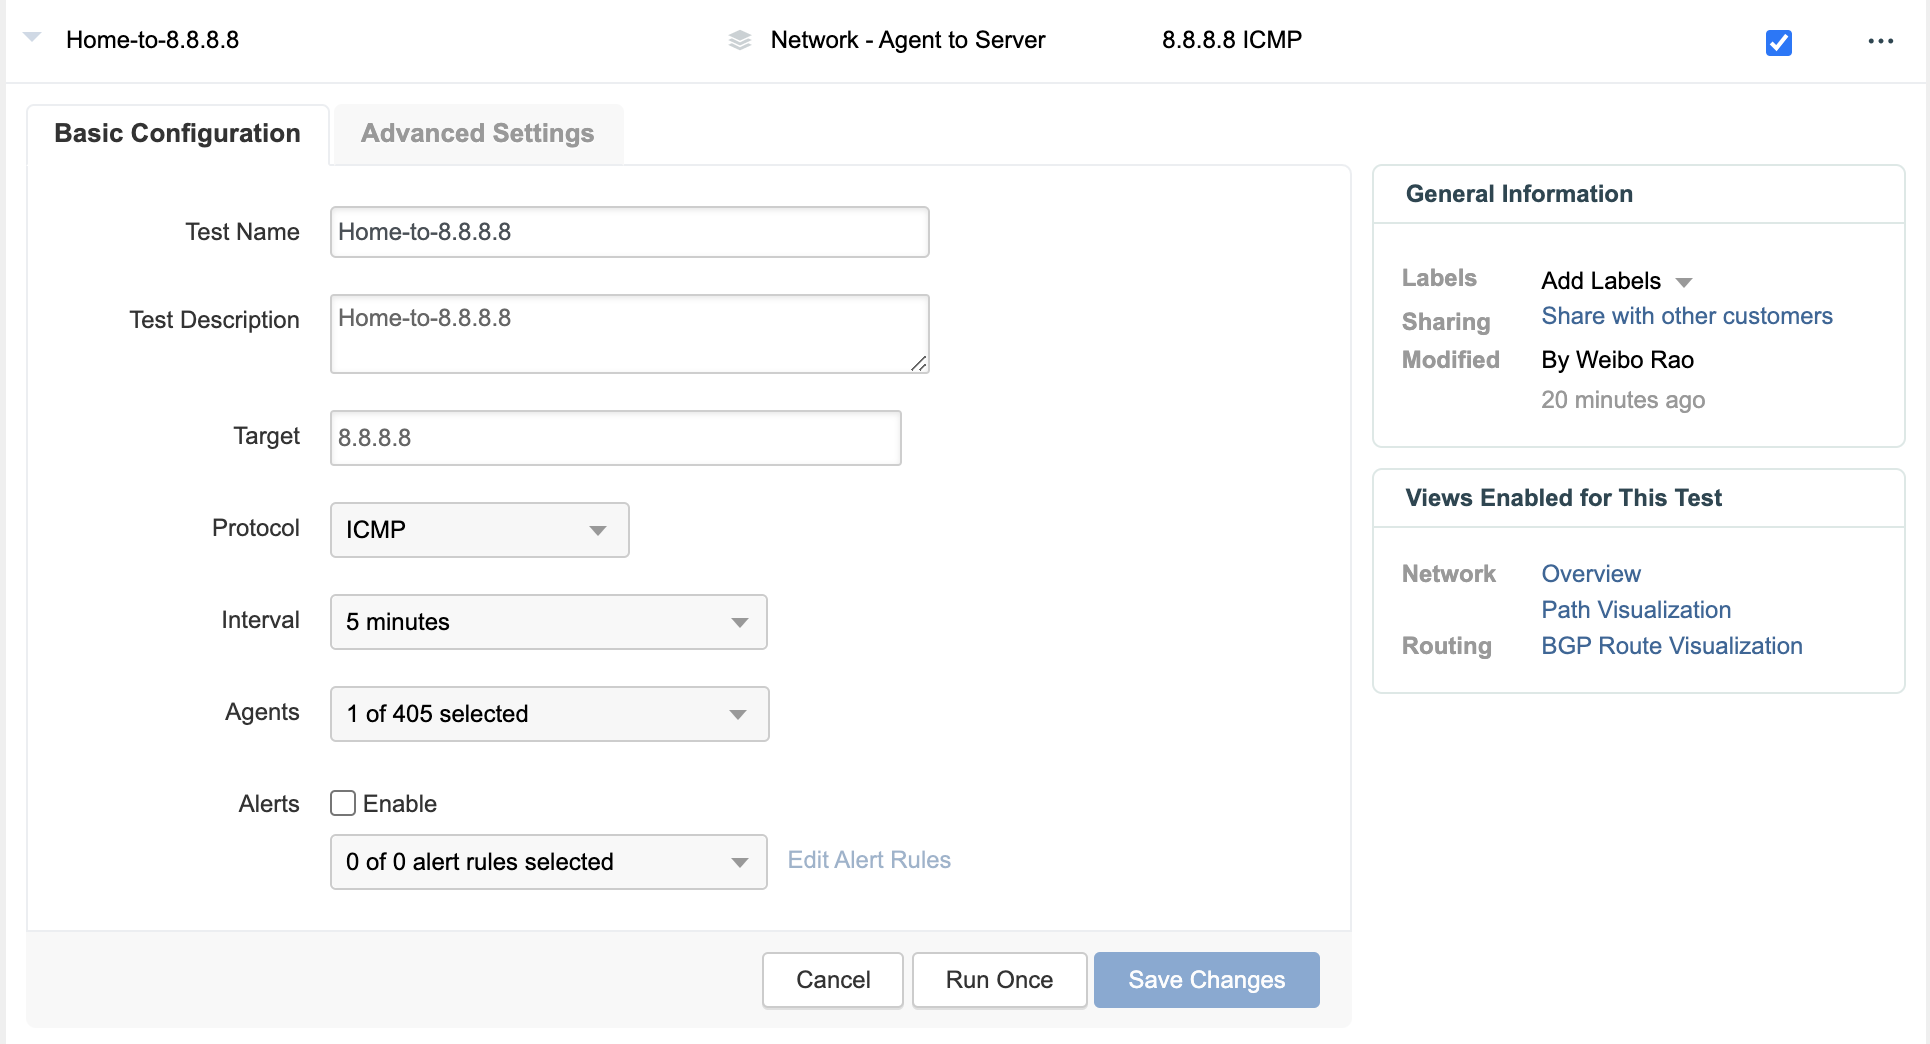 Home-to-8.8.8.8 Network - Agent to Server 8.8.8.8 ICMP
Basic Configuration Advanced Settings
Test Name Home-to-8.8.8.8
Test Description Home-to-8.8.8.8
Target 8.8.8.8
Protocol ICMP
Interval 5 minutes
Agents 1 of 405 selected
Alerts Enable
0 of 0 alert rules selected Edit Alert Rules
Cancel Run Once Save Changes
General Information
Labels Add Labels
Sharing Share with other customers
Modified By Weibo Rao
20 minutes ago
Views Enabled for This Test
Network Overview
Path Visualization
Routing BGP Route Visualization